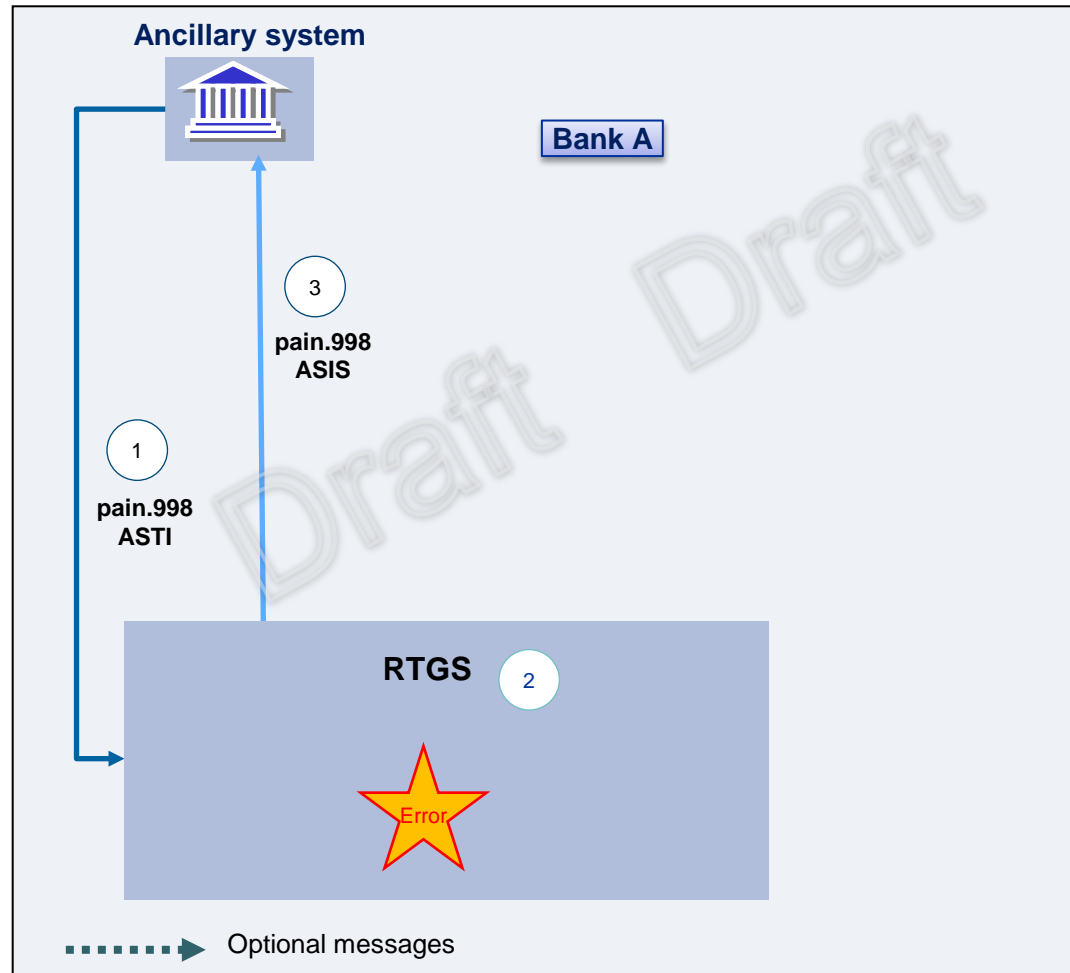 Ancillary system
Bank A
Draft
3
pain.998
ASIS
Draft
1
pain.998
ASTI
RTGS
2
Error
Optional messages